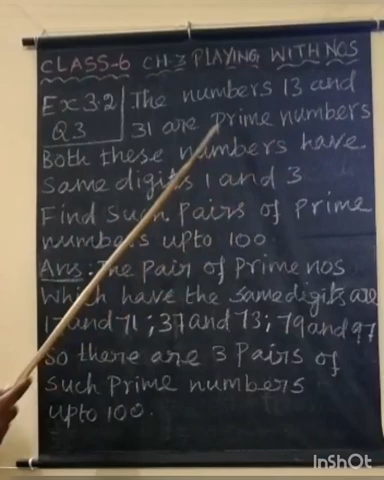 CLASS-6 CH-3 PLAYING WITH NOS
Ex 3.2 The numbers 13 and
Q3 31 are prime numbers
Both these numbers have
Same digits 1 and 3
Find such Pairs of Prime
numbers upto 100
Ans: The pair of Prime nos
Which have the same digits are
17 and 71; 37 and 73; 79 and 97
So there are 3 Pairs of
such Prime numbers
upto 100.
InShOt